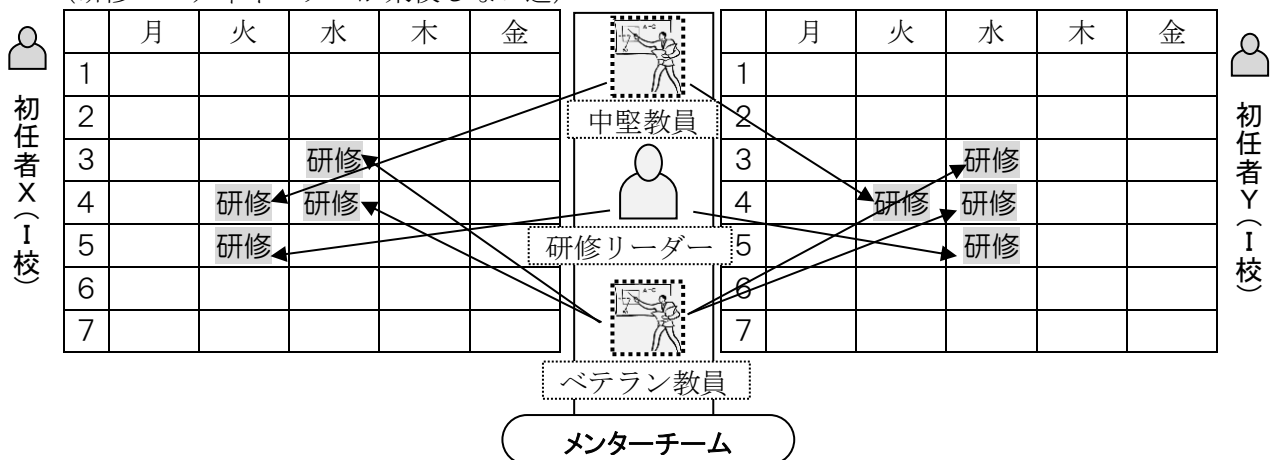 (研修コーディネーターが来校しない週)
月 火 水 木 金
1
2
3 研修
4 研修 研修
5 研修
6
7
初任者X(Ⅰ校)
中堅教員
研修リーダー
ベテラン教員
メンターチーム
月 火 水 木 金
1
2
3 研修
4 研修 研修
5 研修
6
7
初任者Y(Ⅰ校)